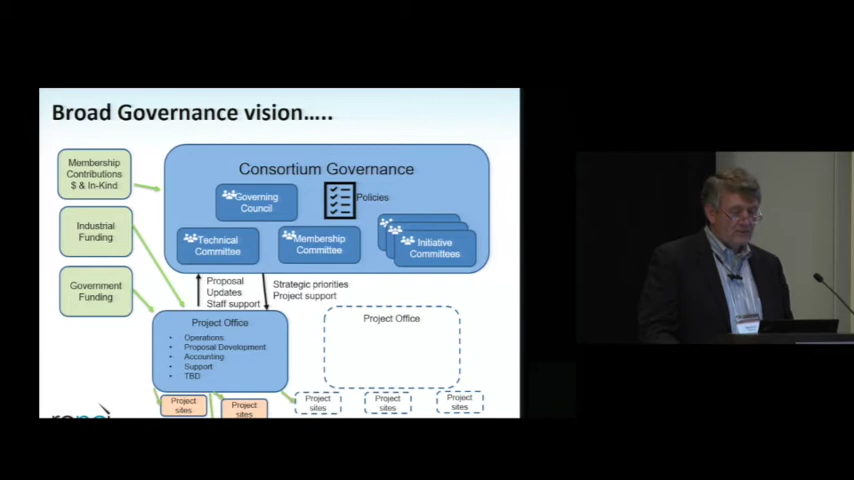 Broad Governance vision…..
Membership
Contributions
$ & In-Kind
Consortium Governance
Governing
Council
Policies
Industrial
Funding
Technical
Committee
Membership
Committee
Initiative
Committees
Government
Funding
Proposal
Updates
Staff support
Strategic priorities
Project support
Project Office
• Operations
• Proposal Development
• Accounting
• Support
• TBD
Project Office
Project
sites
Project
sites
Project
sites
Project
sites
Project
sites